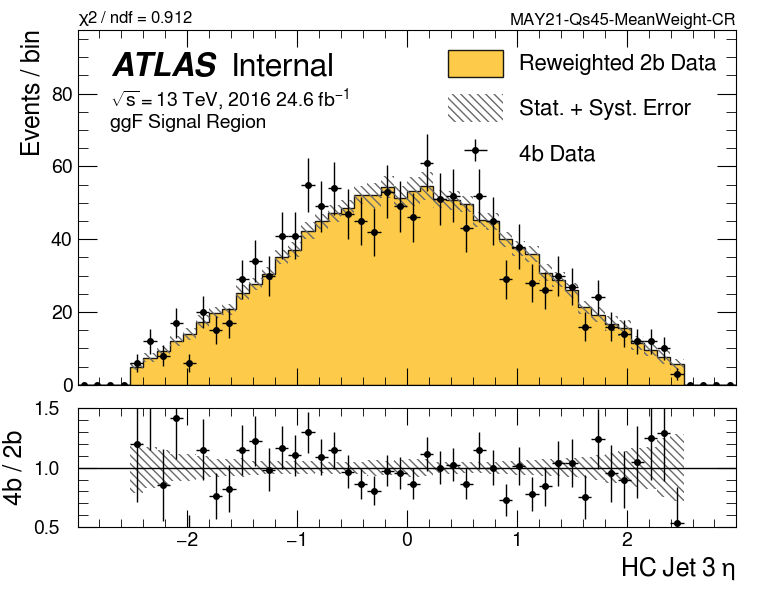 χ2 / ndf = 0.912
MAY21-Qs45-MeanWeight-CR
ATLAS Internal
√s = 13 TeV, 2016 24.6 fb−1
ggF Signal Region
Reweighted 2b Data
Stat. + Syst. Error
4b Data
Events / bin
80
60
40
20
0
4b / 2b
1.5
1.0
0.5
−2
−1
0
1
2
HC Jet 3 η